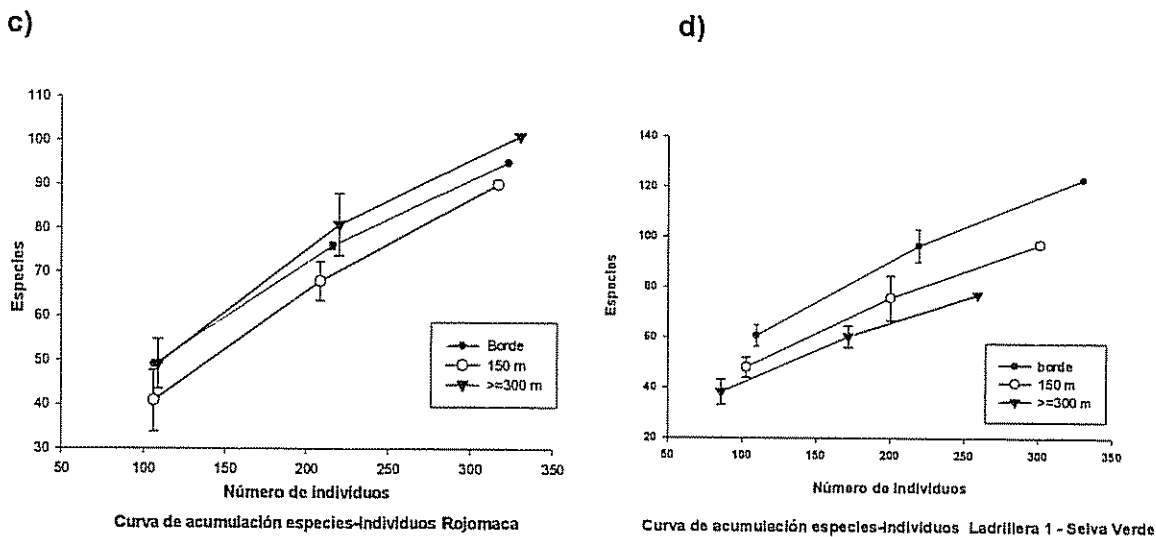 c)
110
100
90
80
70
60
50
40
30
Especies
50
100
150
200
250
300
350
Número de individuos
Borde
150 m
>=300 m
Curva de acumulación especies-individuos Rojomaca
d)
140
120
100
80
60
40
20
Especies
50
100
150
200
250
300
350
Número de individuos
borde
150 m
>=300 m
Curva de acumulación especies-individuos Ladrillera 1 - Selva Verde